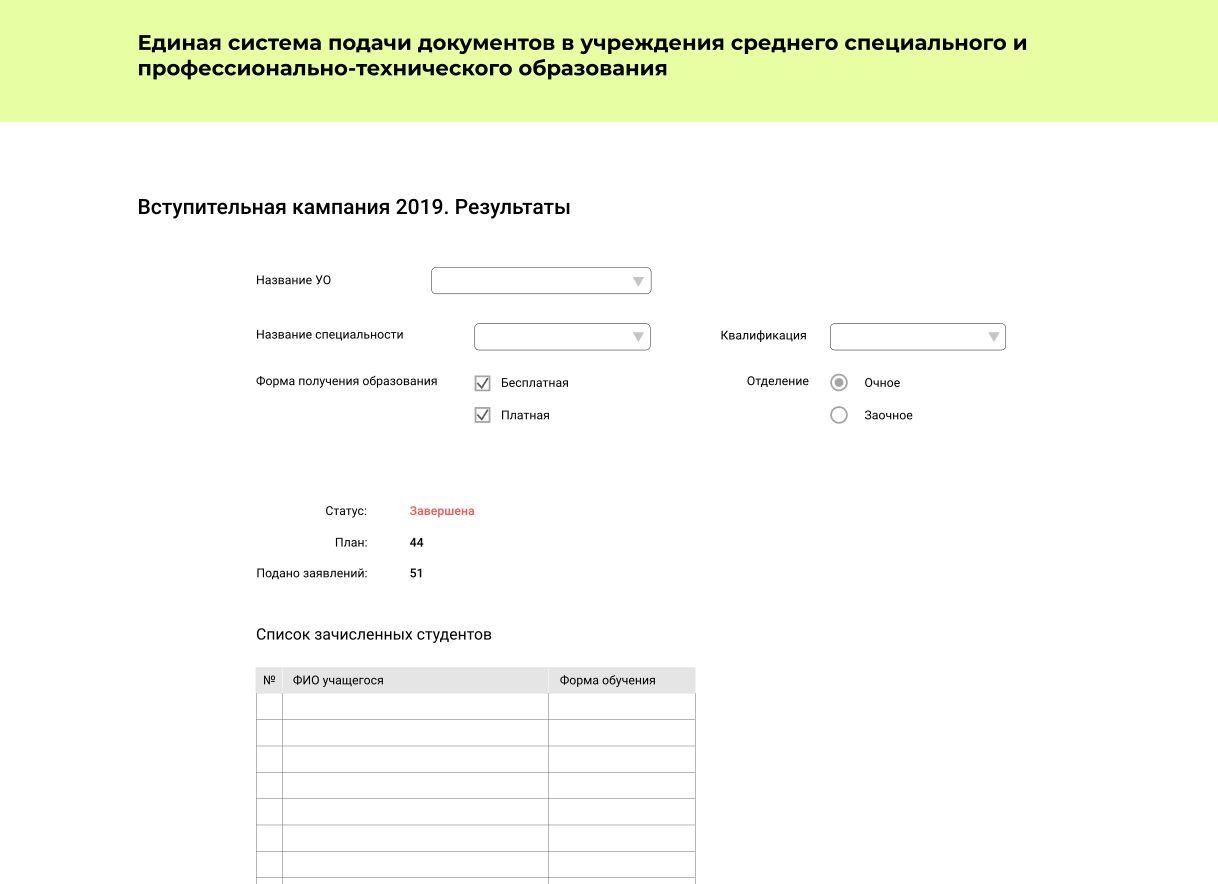 Единая система подачи документов в учреждения среднего специального и
профессионально-технического образования
Вступительная кампания 2019. Результаты
Название УО
Название специальности
Квалификация
Форма получения образования
Бесплатная
Отделение
Очное
Платная
Заочное
Статус: Завершена
План: 44
Подано заявлений: 51
Список зачисленных студентов
№ ФИО учащегося Форма обучения